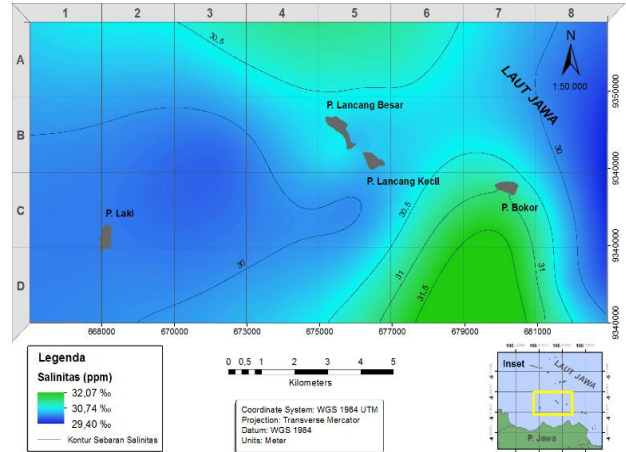 1 2 3 4 5 6 7 8
A
B
C
D
30.5
30
30.5
30
31
31.5
31
LAUT JAWA
N
1:50.000
P. Lancang Besar
P. Lancang Kecil
P. Laki
P. Bokor
9350000
9340000
9340000
9340000
668000 670000 673000 675000 677000 679000 681000
Legenda
Salinitas (ppm)
32,07 ‰
30,74 ‰
29,40 ‰
Kontur Sebaran Salinitas
0 0.5 1 2 3 4 5
Kilometers
Coordinate System: WGS 1984 UTM
Projection: Transverse Mercator
Datum: WGS 1984
Units: Meter
Inset
LAUT JAWA
P. Jawa